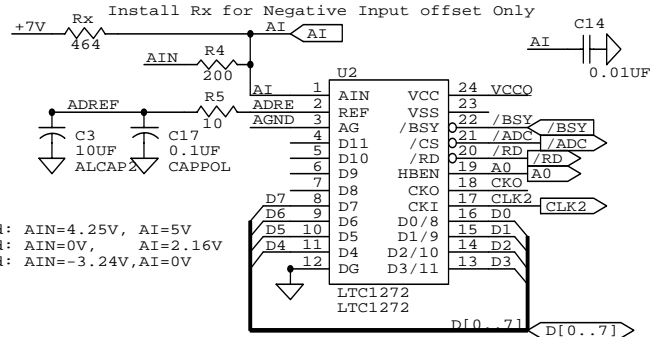 Install Rx for Negative Input offset Only
+7V
Rx
464
AI
AI
AIN
R4
200
AI
C14
0.01UF
U2
ADREF
R5
10
C3
10UF
ALCAP2
C17
0.1UF
CAPPOL
AI 1 AIN VCC 24 VCCO
ADRE 2 REF VSS 23
AGND 3 AG /BSY 22 /BSY /BSY
4 D11 /CS 21 /ADC /ADC
5 D10 /RD 20 /RD /RD
6 D9 HBEN 19 A0 A0
7 D8 CKO 18 CKO
D7 8 D7 CKI 17 CLK2 CLK2
D6 9 D6 D0/8 16 D0
D5 10 D5 D1/9 15 D1
D4 11 D4 D2/10 14 D2
12 DG D3/11 13 D3
d: AIN=4.25V, AI=5V
d: AIN=0V, AI=2.16V
d: AIN=-3.24V,AI=0V
LTC1272
LTC1272
D[0..7]
D[0..7]